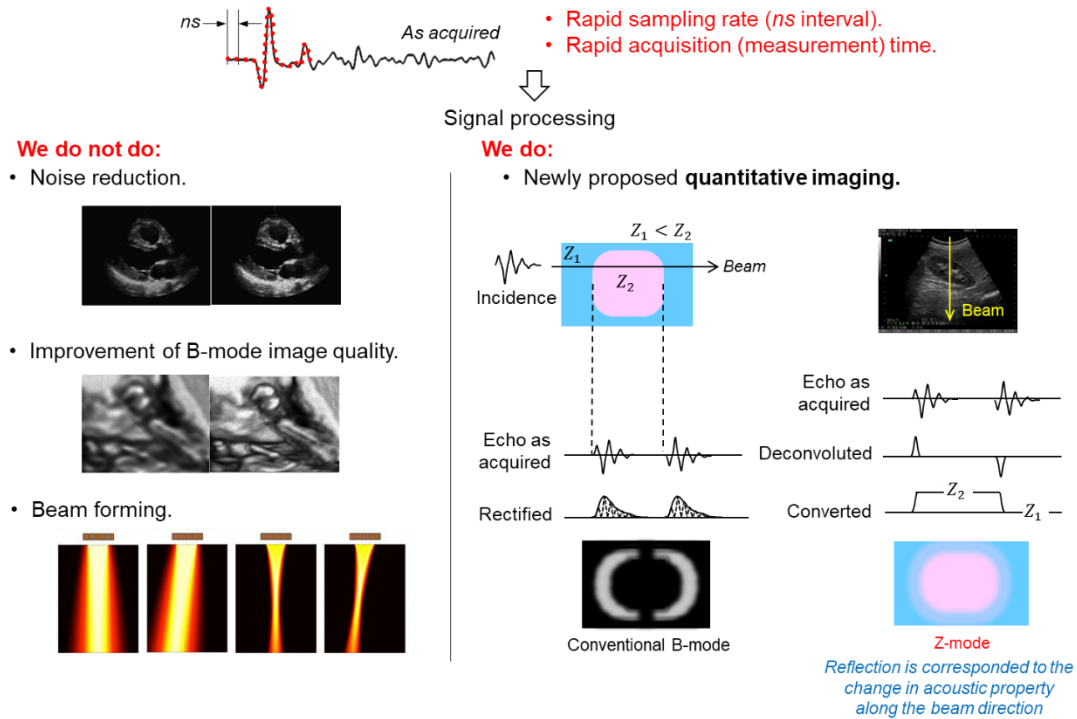 ns
As acquired
• Rapid sampling rate (ns interval).
• Rapid acquisition (measurement) time.
Signal processing
We do not do:
• Noise reduction.
• Improvement of B-mode image quality.
• Beam forming.
We do:
• Newly proposed quantitative imaging.
Z₁ < Z₂
Z₁
Z₂
Beam
Incidence
Beam
Echo as
acquired
Rectified
Conventional B-mode
Echo as
acquired
Deconvoluted
Converted
Z₂
Z₁
Z-mode
Reflection is corresponded to the
change in acoustic property
along the beam direction